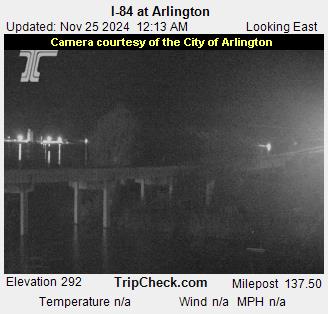 I-84 at Arlington
Updated: Nov 25 2024 12:13 AM Looking East
Camera courtesy of the City of Arlington
Elevation 292 TripCheck.com Milepost 137.50
Temperature n/a Wind n/a MPH n/a